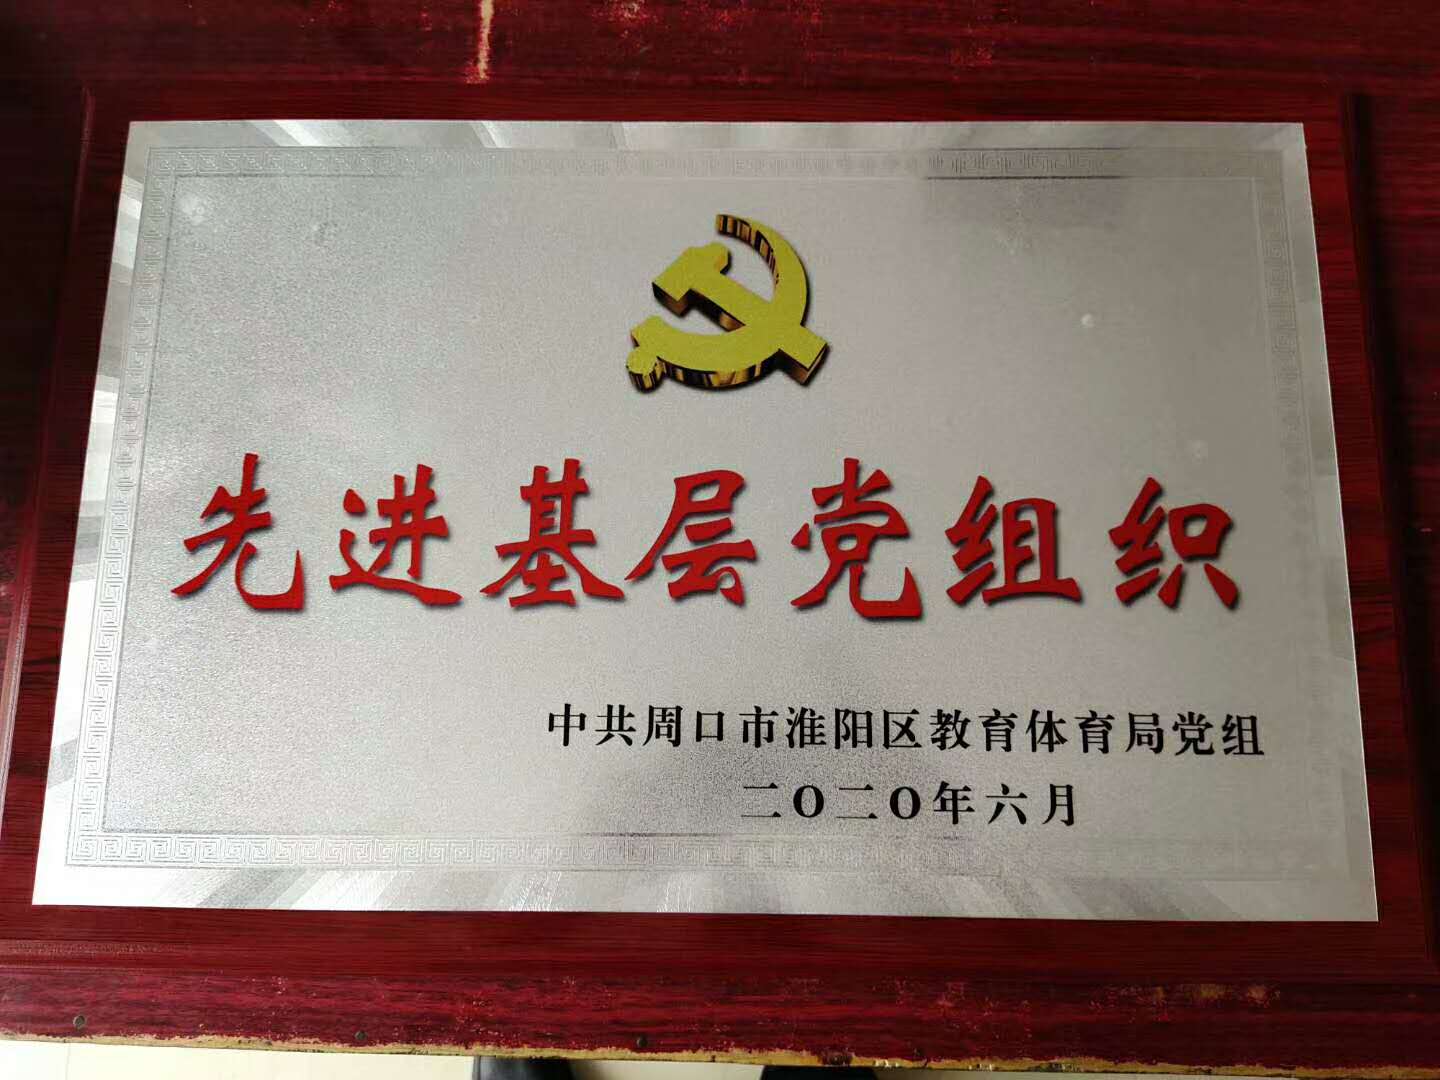 先进基层党组织
中共周口市淮阳区教育体育局党组
二〇二〇年六月